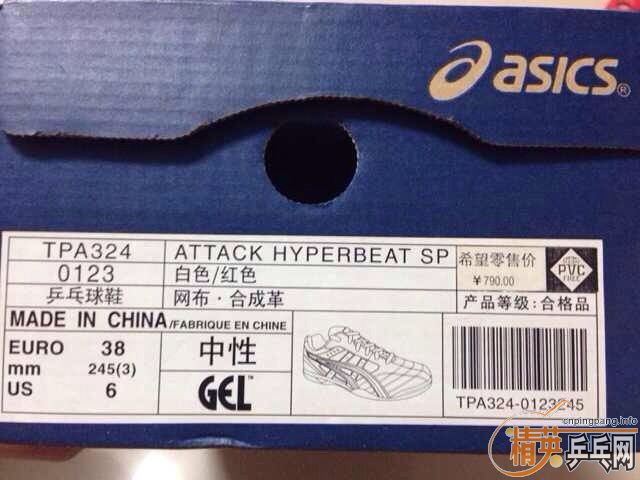 asics®
TPA324
ATTACK HYPERBEAT SP
希望零售价
¥790.00
0123
白色/红色
PVC
FREE
乒乓球鞋
网布·合成革
产品等级:合格品
MADE IN CHINA/FABRIQUE EN CHINE
EURO 38
中性
mm 245(3)
US 6
GEL™
TPA324-0123245
cnpingpang.info
精英乒乓网